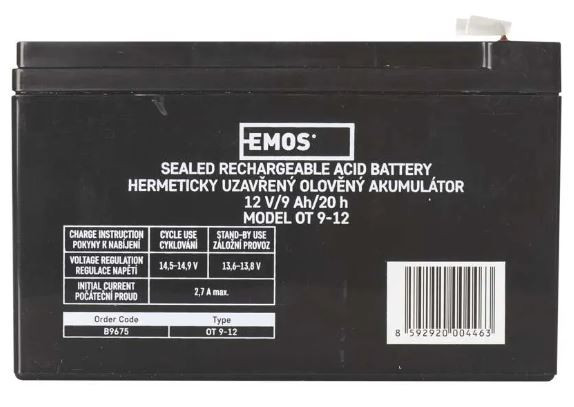 EMOS
SEALED RECHARGEABLE ACID BATTERY
HERMETICKY UZAVŘENÝ OLOVĚNÝ AKUMULÁTOR
12 V/9 Ah/20 h
MODEL OT 9-12
CHARGE INSTRUCTION
POKYNY K NABÍJENÍ
CYCLE USE
CYKLOVÁNÍ
STAND-BY USE
ZÁLOŽNÍ PROVOZ
VOLTAGE REGULATION
REGULACE NAPĚTÍ
14,5-14,9 V
13,6-13,8 V
INITIAL CURRENT
POČÁTEČNÍ PROUD
2,7 A max.
Order Code
Type
B9675
OT 9-12
8 592920 004463